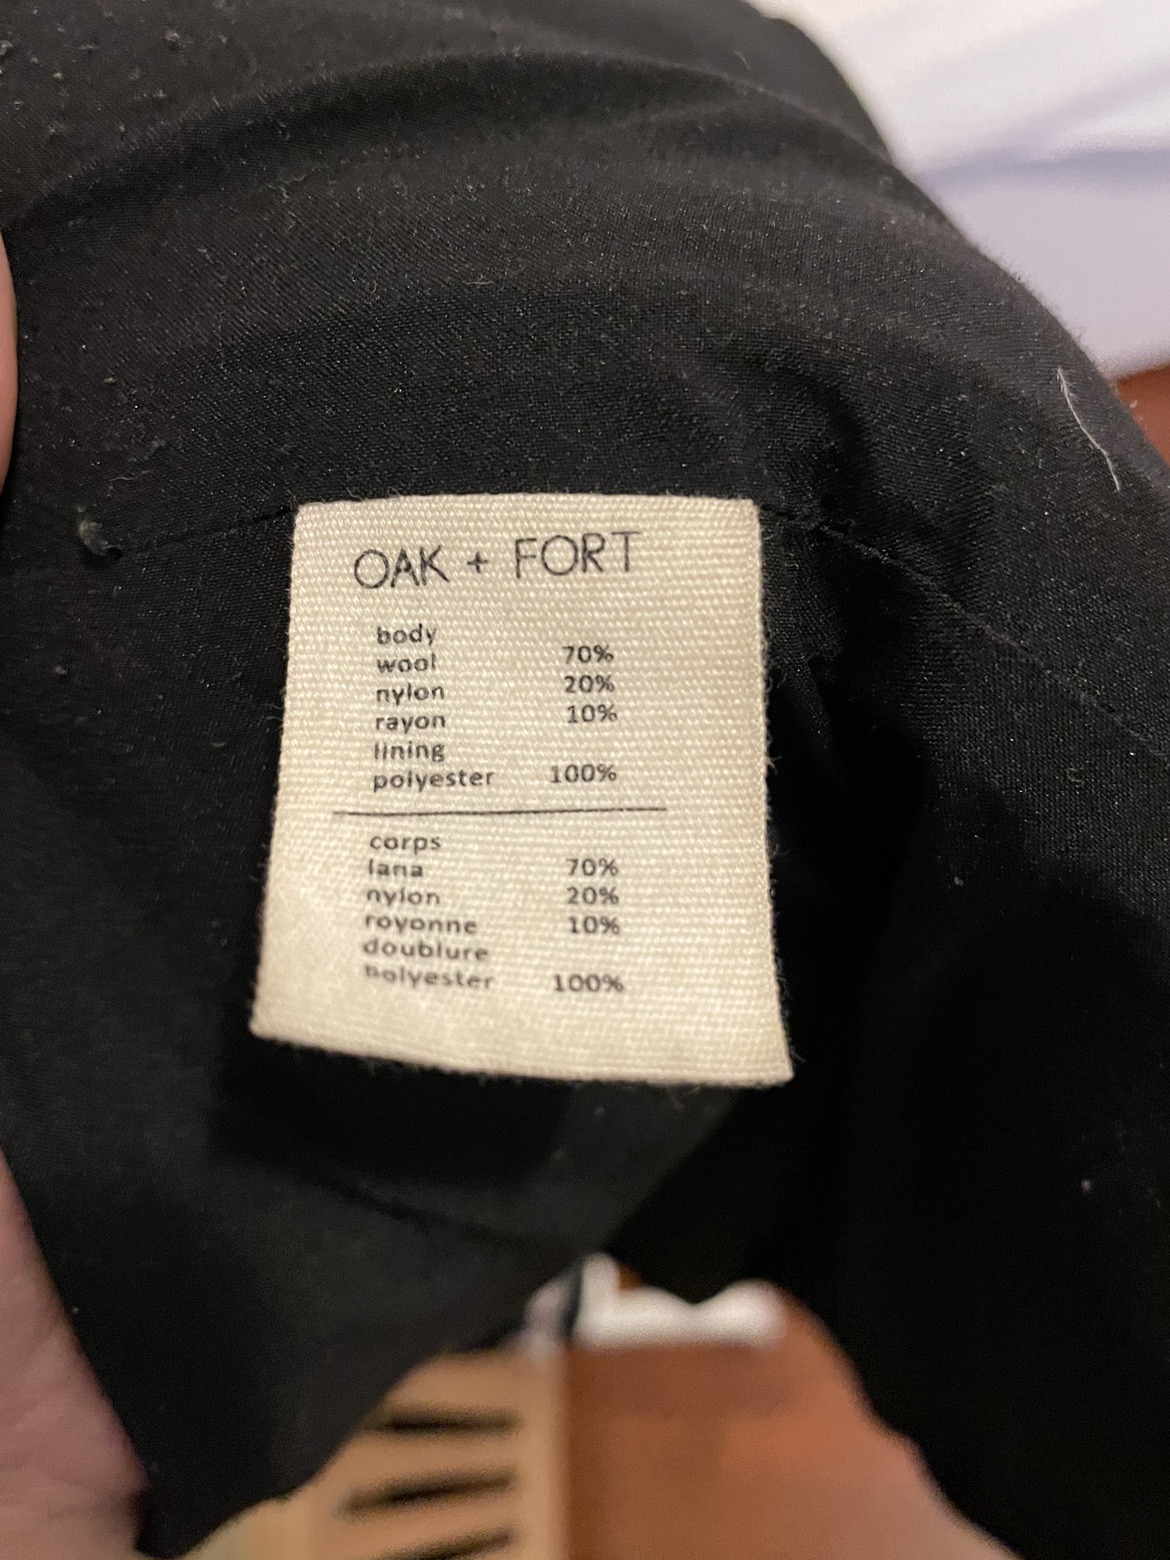 OAK + FORT
body
wool 70%
nylon 20%
rayon 10%
lining
polyester 100%
corps
lana 70%
nylon 20%
royonne 10%
doublure
polyester 100%